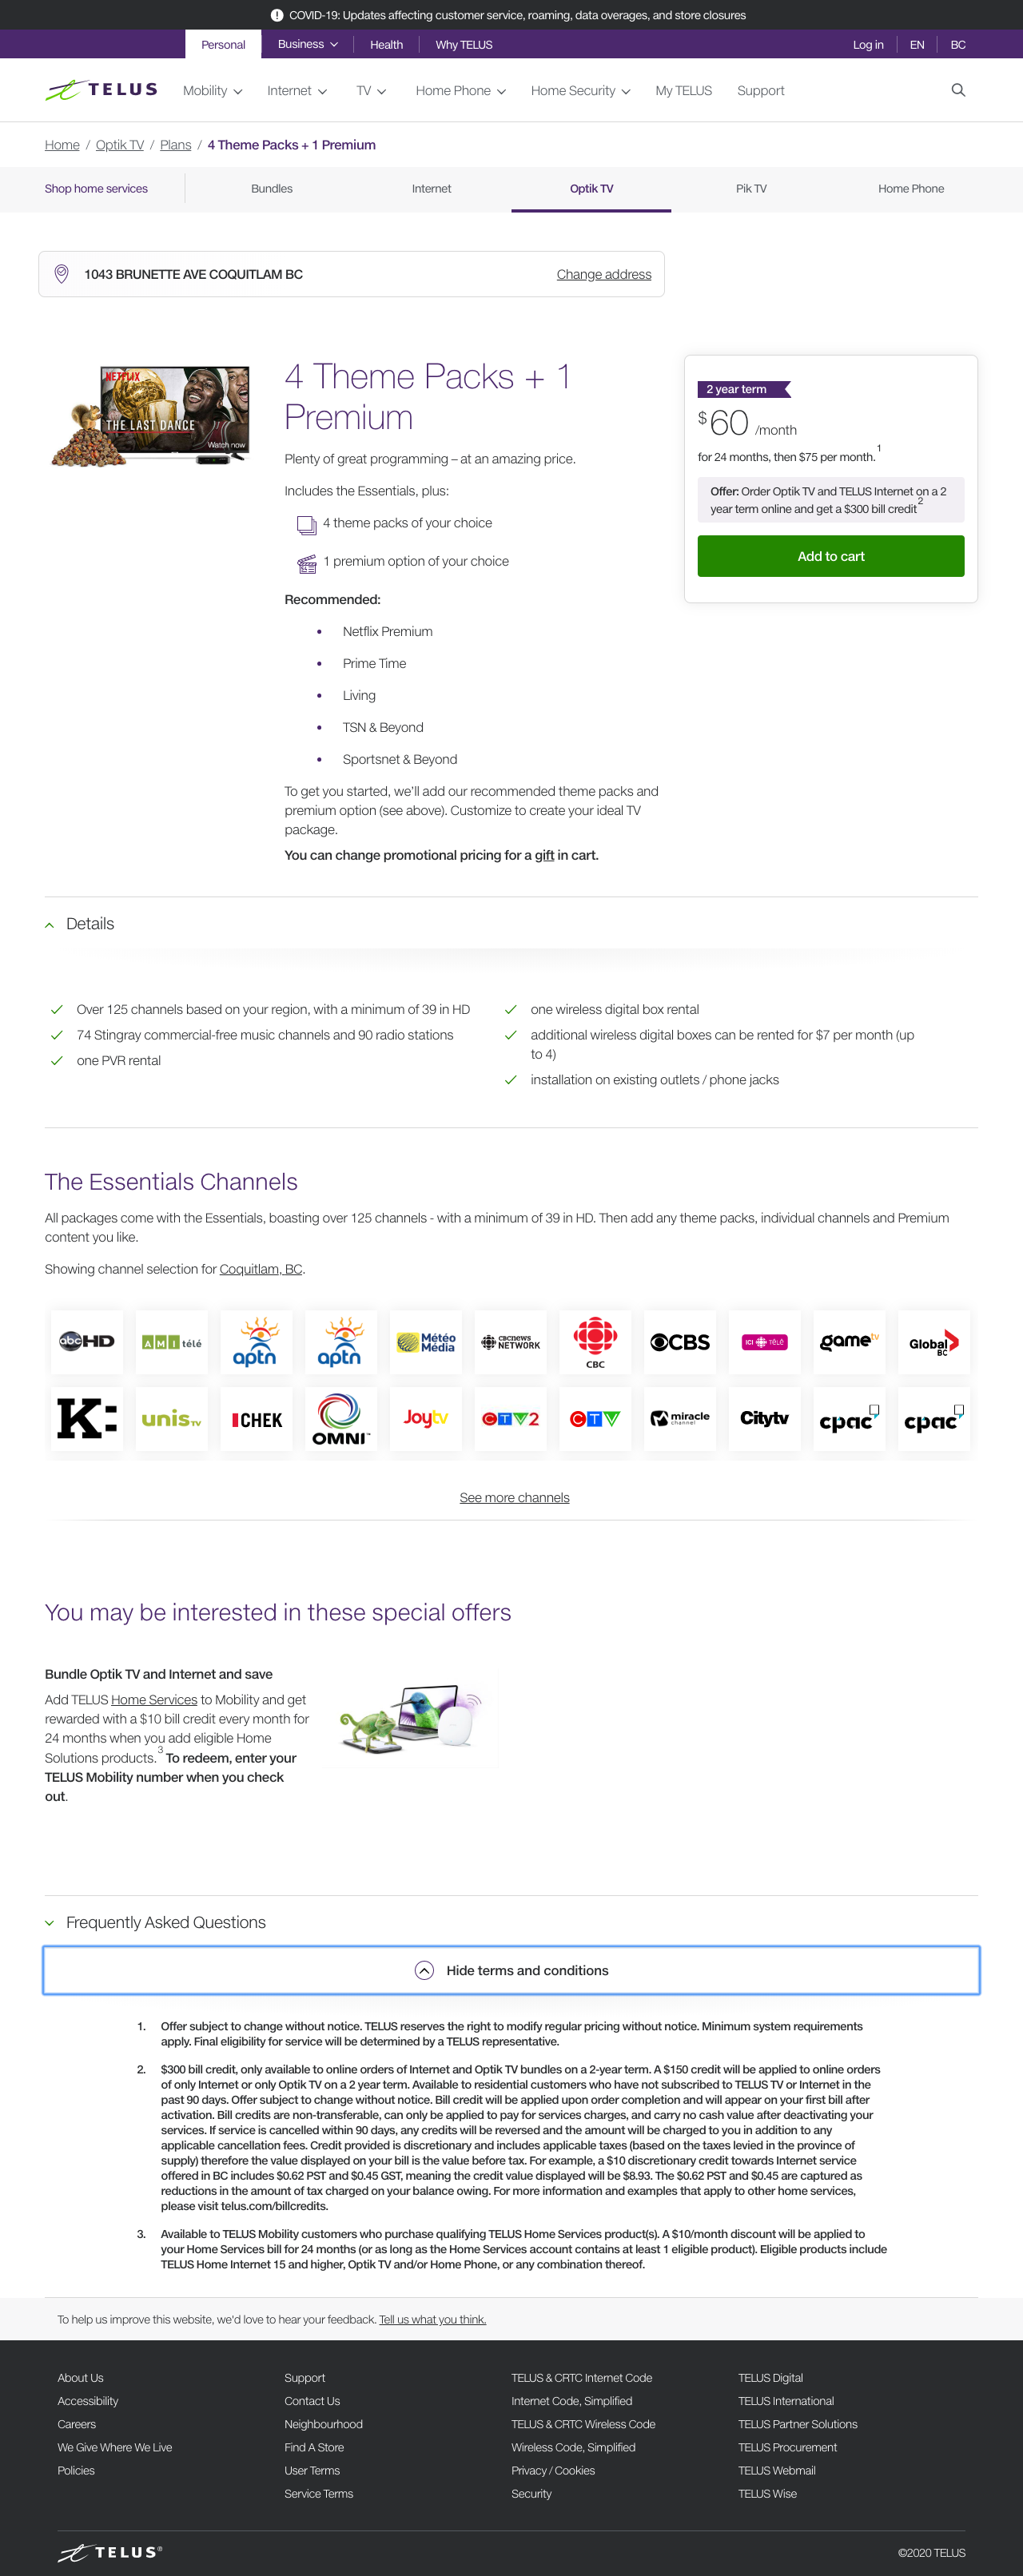 COVID-19: Updates affecting customer service, roaming, data overages, and store closures
Personal
Business
Health
Why TELUS
Log in
EN
BC
TELUS
Mobility
Internet
TV
Home Phone
Home Security
My TELUS
Support
Home / Optik TV / Plans / 4 Theme Packs + 1 Premium
Shop home services
Bundles
Internet
Optik TV
Pik TV
Home Phone
1043 BRUNETTE AVE COQUITLAM BC
Change address
NETFLIX
THE LAST DANCE
Watch now
4 Theme Packs + 1
Premium
Plenty of great programming – at an amazing price.
Includes the Essentials, plus:
4 theme packs of your choice
1 premium option of your choice
Recommended:
• Netflix Premium
• Prime Time
• Living
• TSN & Beyond
• Sportsnet & Beyond
To get you started, we'll add our recommended theme packs and
premium option (see above). Customize to create your ideal TV
package.
You can change promotional pricing for a gift in cart.
2 year term
$60 /month
for 24 months, then $75 per month.1
Offer: Order Optik TV and TELUS Internet on a 2
year term online and get a $300 bill credit2
Add to cart
Details
Over 125 channels based on your region, with a minimum of 39 in HD
74 Stingray commercial-free music channels and 90 radio stations
one PVR rental
one wireless digital box rental
additional wireless digital boxes can be rented for $7 per month (up
to 4)
installation on existing outlets / phone jacks
The Essentials Channels
All packages come with the Essentials, boasting over 125 channels - with a minimum of 39 in HD. Then add any theme packs, individual channels and Premium
content you like.
Showing channel selection for Coquitlam, BC.
abc HD
AMI télé
aptn
aptn
Météo
Média
CBC NEWS
NETWORK
CBC
CBS
ICI TÉLÉ
game tv
Global
BC
K:
unis TV
CHEK
OMNI™
Joytv
CTV2
CTV
miracle
channel
Citytv
cpac
cpac
See more channels
You may be interested in these special offers
Bundle Optik TV and Internet and save
Add TELUS Home Services to Mobility and get
rewarded with a $10 bill credit every month for
24 months when you add eligible Home
Solutions products.3 To redeem, enter your
TELUS Mobility number when you check
out.
Frequently Asked Questions
Hide terms and conditions
1. Offer subject to change without notice. TELUS reserves the right to modify regular pricing without notice. Minimum system requirements
apply. Final eligibility for service will be determined by a TELUS representative.
2. $300 bill credit, only available to online orders of Internet and Optik TV bundles on a 2-year term. A $150 credit will be applied to online orders
of only Internet or only Optik TV on a 2 year term. Available to residential customers who have not subscribed to TELUS TV or Internet in the
past 90 days. Offer subject to change without notice. Bill credit will be applied upon order completion and will appear on your first bill after
activation. Bill credits are non-transferable, can only be applied to pay for services charges, and carry no cash value after deactivating your
services. If service is cancelled within 90 days, any credits will be reversed and the amount will be charged to you in addition to any
applicable cancellation fees. Credit provided is discretionary and includes applicable taxes (based on the taxes levied in the province of
supply) therefore the value displayed on your bill is the value before tax. For example, a $10 discretionary credit towards Internet service
offered in BC includes $0.62 PST and $0.45 GST, meaning the credit value displayed will be $8.93. The $0.62 PST and $0.45 are captured as
reductions in the amount of tax charged on your balance owing. For more information and examples that apply to other home services,
please visit telus.com/billcredits.
3. Available to TELUS Mobility customers who purchase qualifying TELUS Home Services product(s). A $10/month discount will be applied to
your Home Services bill for 24 months (or as long as the Home Services account contains at least 1 eligible product). Eligible products include
TELUS Home Internet 15 and higher, Optik TV and/or Home Phone, or any combination thereof.
To help us improve this website, we'd love to hear your feedback. Tell us what you think.
About Us
Accessibility
Careers
We Give Where We Live
Policies
Support
Contact Us
Neighbourhood
Find A Store
User Terms
Service Terms
TELUS & CRTC Internet Code
Internet Code, Simplified
TELUS & CRTC Wireless Code
Wireless Code, Simplified
Privacy / Cookies
Security
TELUS Digital
TELUS International
TELUS Partner Solutions
TELUS Procurement
TELUS Webmail
TELUS Wise
TELUS®
©2020 TELUS